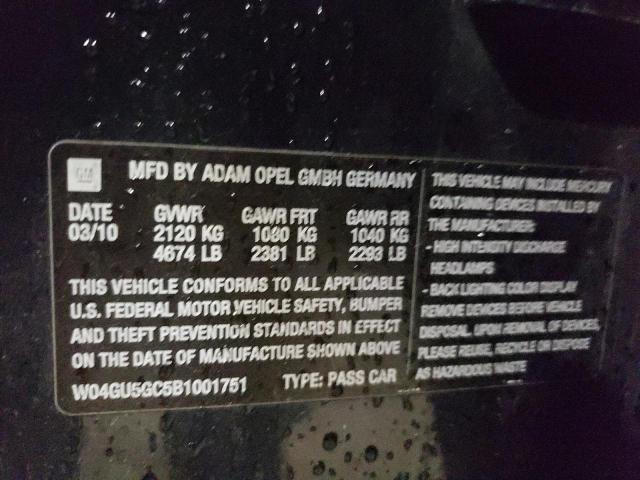 GM
MFD BY ADAM OPEL GMBH GERMANY
DATE GVWR GAWR FRT GAWR RR
03/10 2120 KG 1080 KG 1040 KG
4674 LB 2381 LB 2293 LB
THIS VEHICLE CONFORMS TO ALL APPLICABLE
U.S. FEDERAL MOTOR VEHICLE SAFETY, BUMPER
AND THEFT PREVENTION STANDARDS IN EFFECT
ON THE DATE OF MANUFACTURE SHOWN ABOVE
W04GU5GC5B1001751 TYPE: PASS CAR
THIS VEHICLE MAY INCLUDE MERCURY
CONTAINING DEVICES INSTALLED BY
THE MANUFACTURER:
- HIGH INTENSITY DISCHARGE
HEADLAMPS
- BACK LIGHTING COLOR DISPLAY
REMOVE DEVICES BEFORE VEHICLE
DISPOSAL. UPON REMOVAL OF DEVICES,
PLEASE REUSE, RECYCLE OR DISPOSE
AS HAZARDOUS WASTE